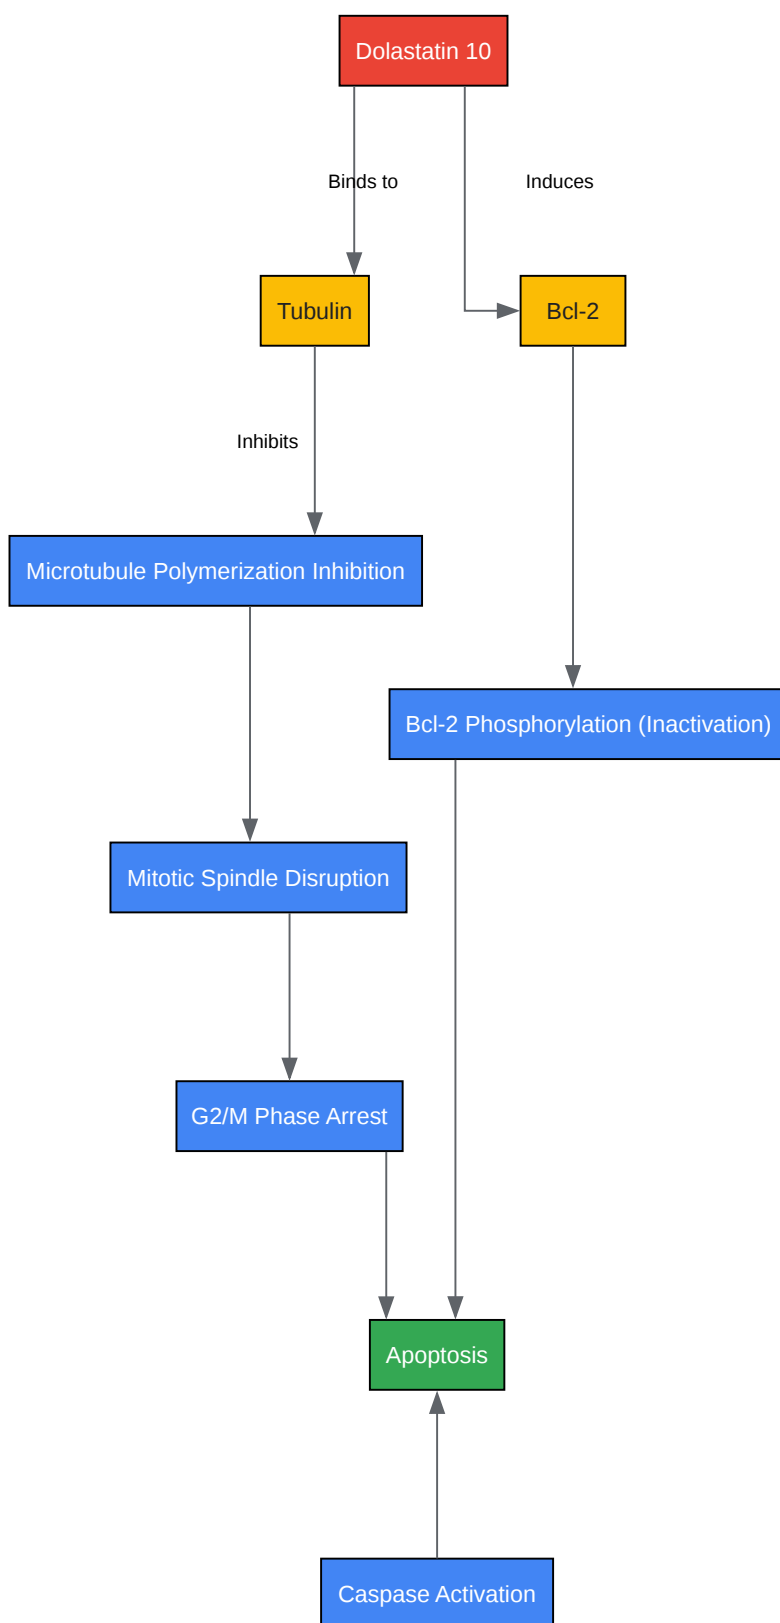 Dolastatin 10
Binds to
Induces
Tubulin
Bcl-2
Inhibits
Microtubule Polymerization Inhibition
Bcl-2 Phosphorylation (Inactivation)
Mitotic Spindle Disruption
G2/M Phase Arrest
Apoptosis
Caspase Activation